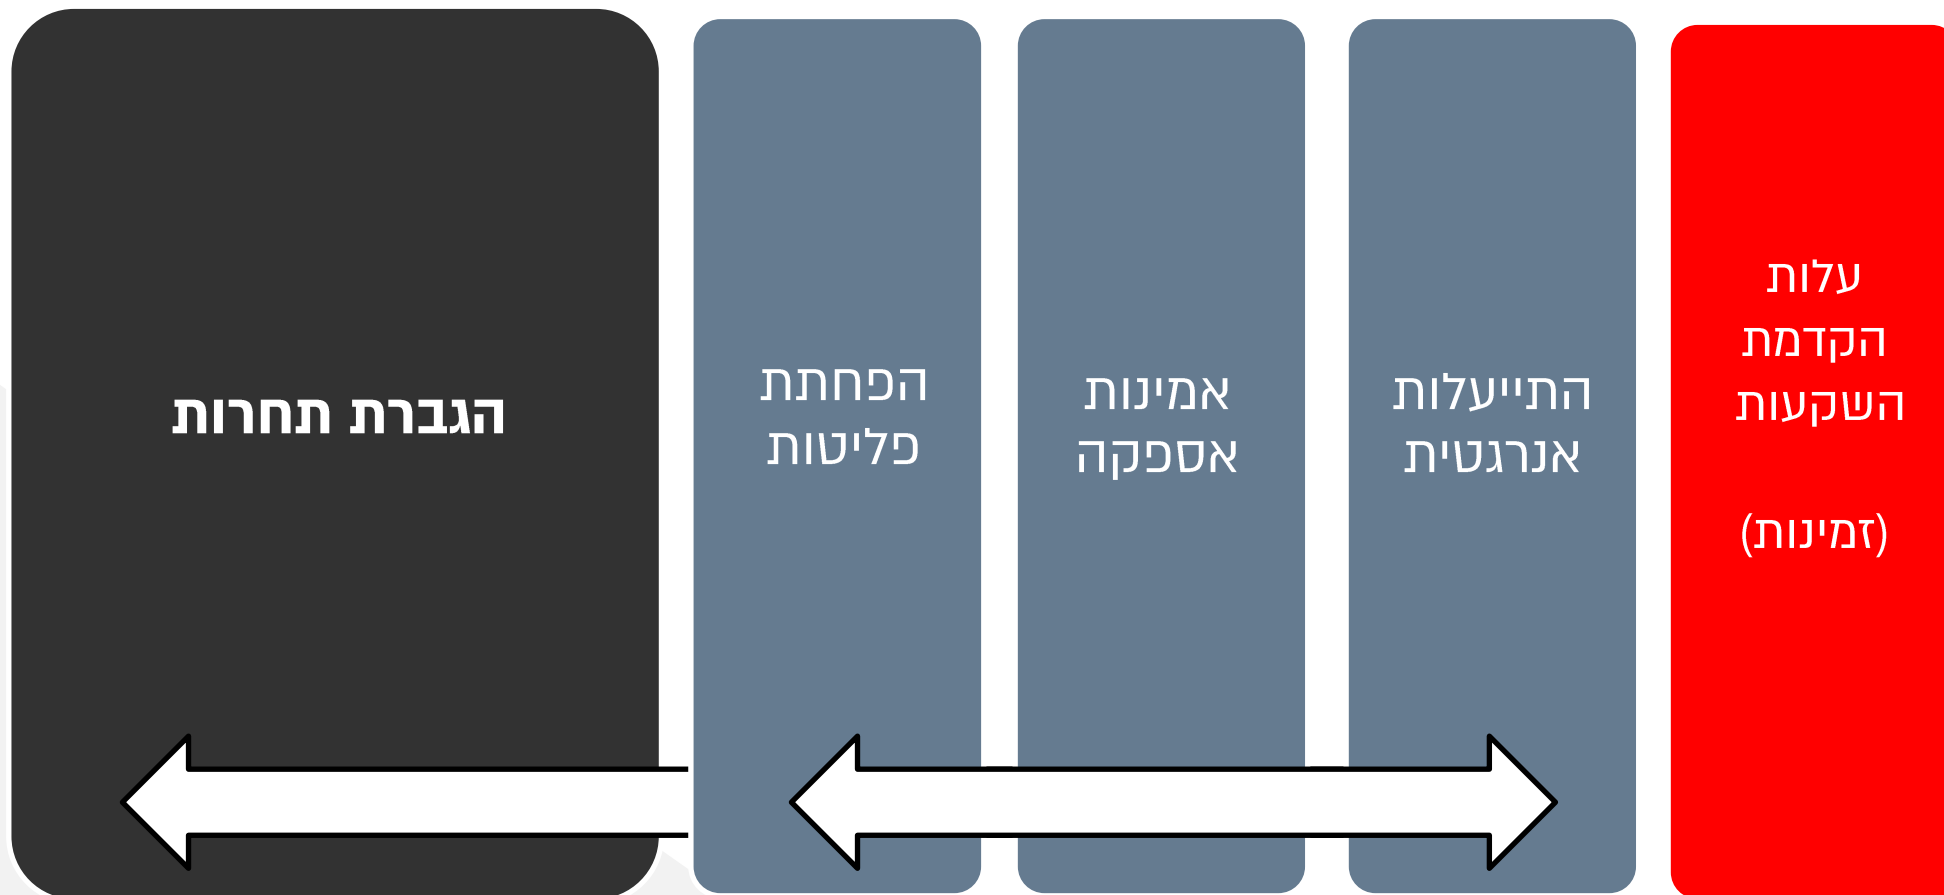 עלות
הקדמת
השקעות
(זמינות)
התייעלות
אנרגטית
אמינות
אספקה
הפחתת
פליטות
הגברת תחרות